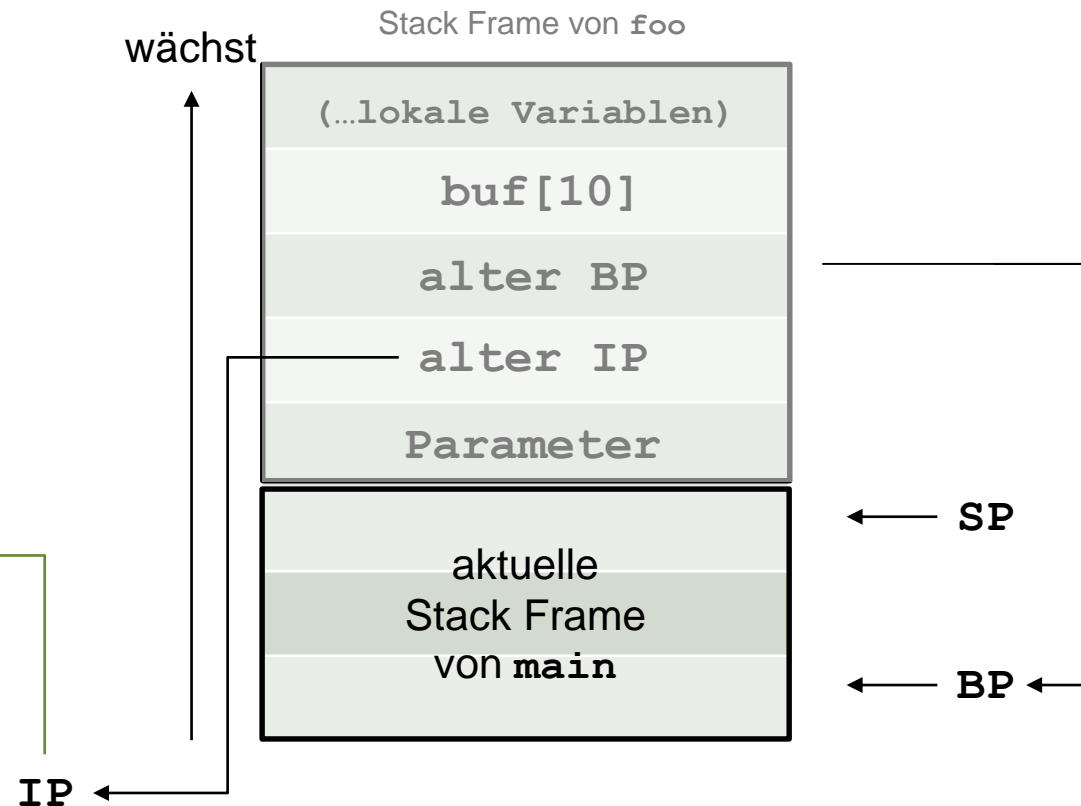 Stack Frame von foo
wächst
(…lokale Variablen)
buf[10]
alter BP
alter IP
Parameter
SP
aktuelle
Stack Frame
von main
BP
IP